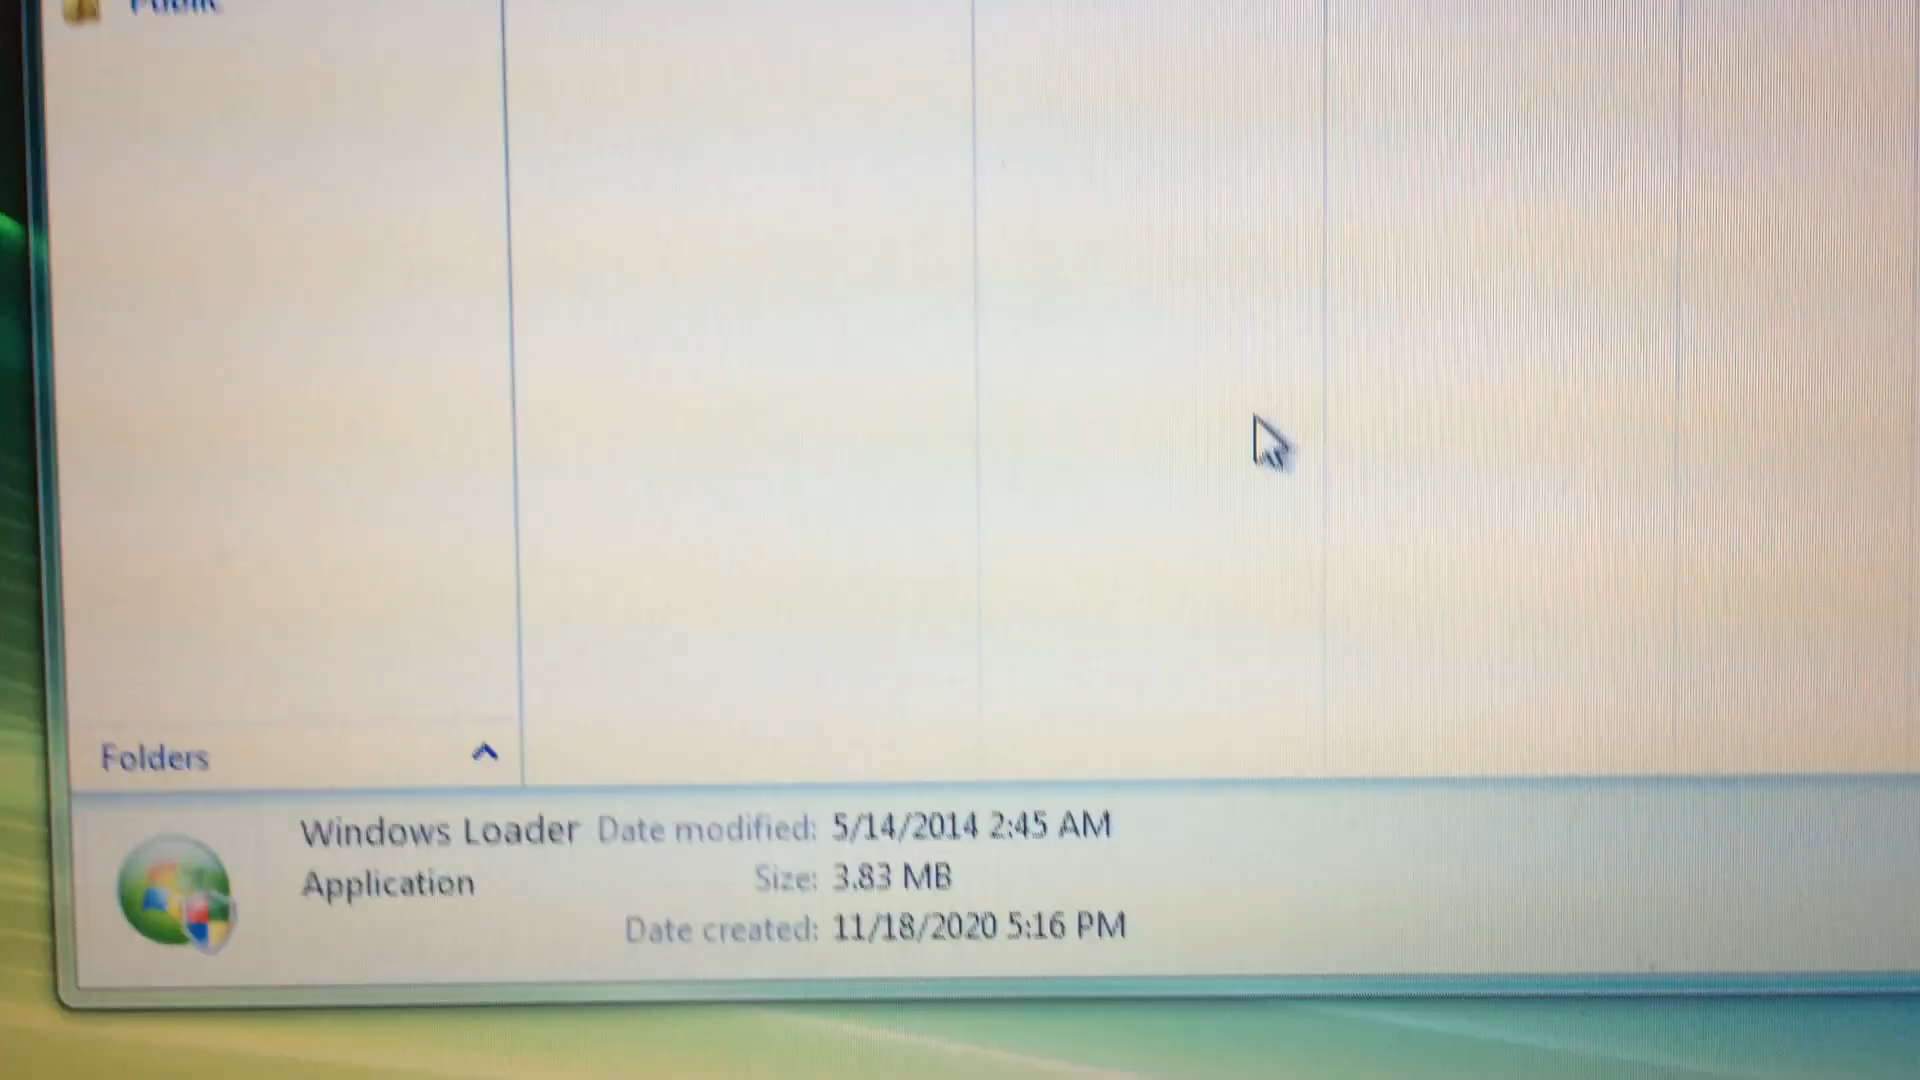 Public
Folders
Windows Loader Date modified: 5/14/2014 2:45 AM
Application Size: 3.83 MB
Date created: 11/18/2020 5:16 PM